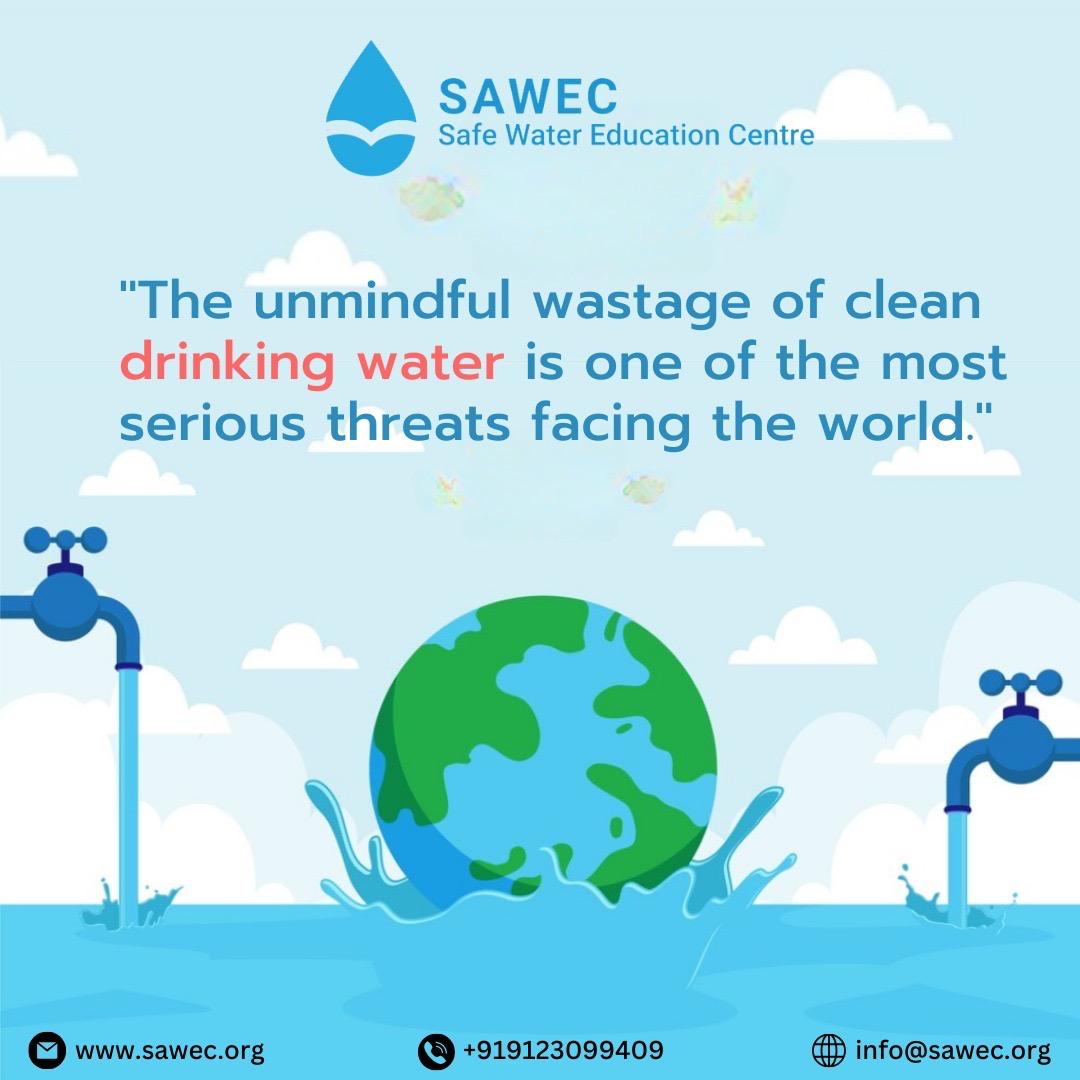 SAWEC
Safe Water Education Centre
"The unmindful wastage of clean
drinking water is one of the most
serious threats facing the world."
www.sawec.org
+919123099409
info@sawec.org